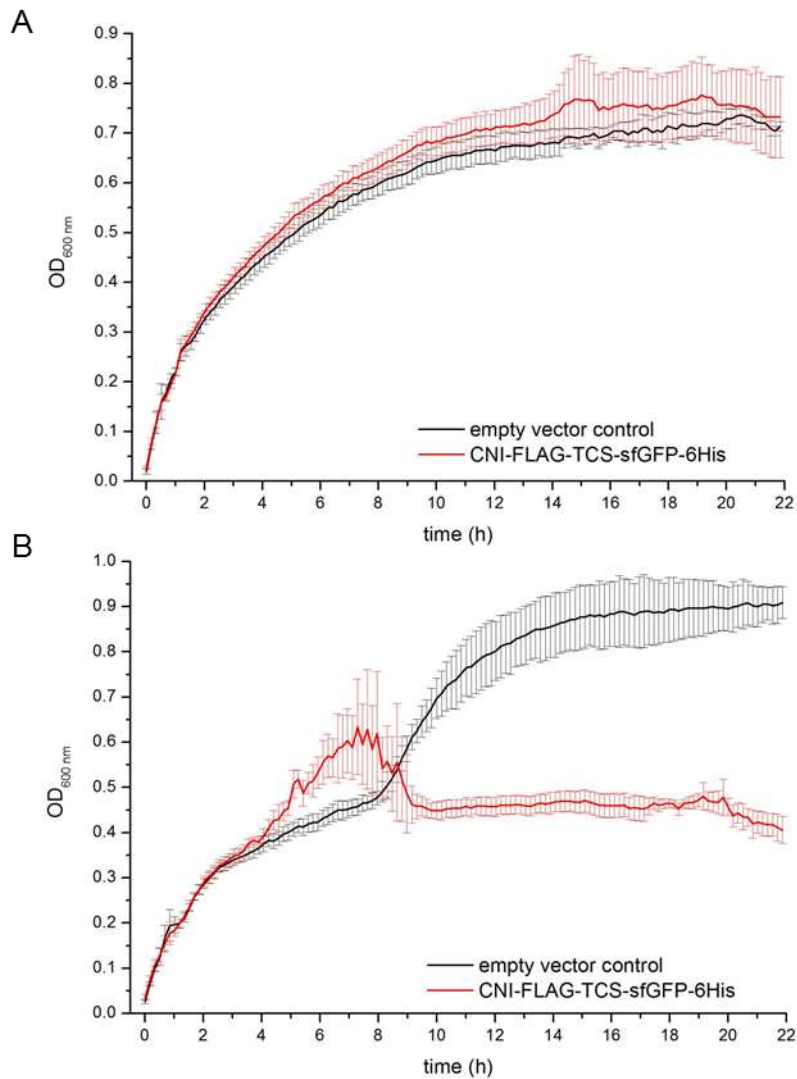 A
0.9
0.8
0.7
0.6
0.5
0.4
0.3
0.2
0.1
0.0
OD600 nm
empty vector control
CNI-FLAG-TCS-sfGFP-6His
0 2 4 6 8 10 12 14 16 18 20 22
time (h)
B
1.0
0.9
0.8
0.7
0.6
0.5
0.4
0.3
0.2
0.1
0.0
OD600 nm
empty vector control
CNI-FLAG-TCS-sfGFP-6His
0 2 4 6 8 10 12 14 16 18 20 22
time (h)